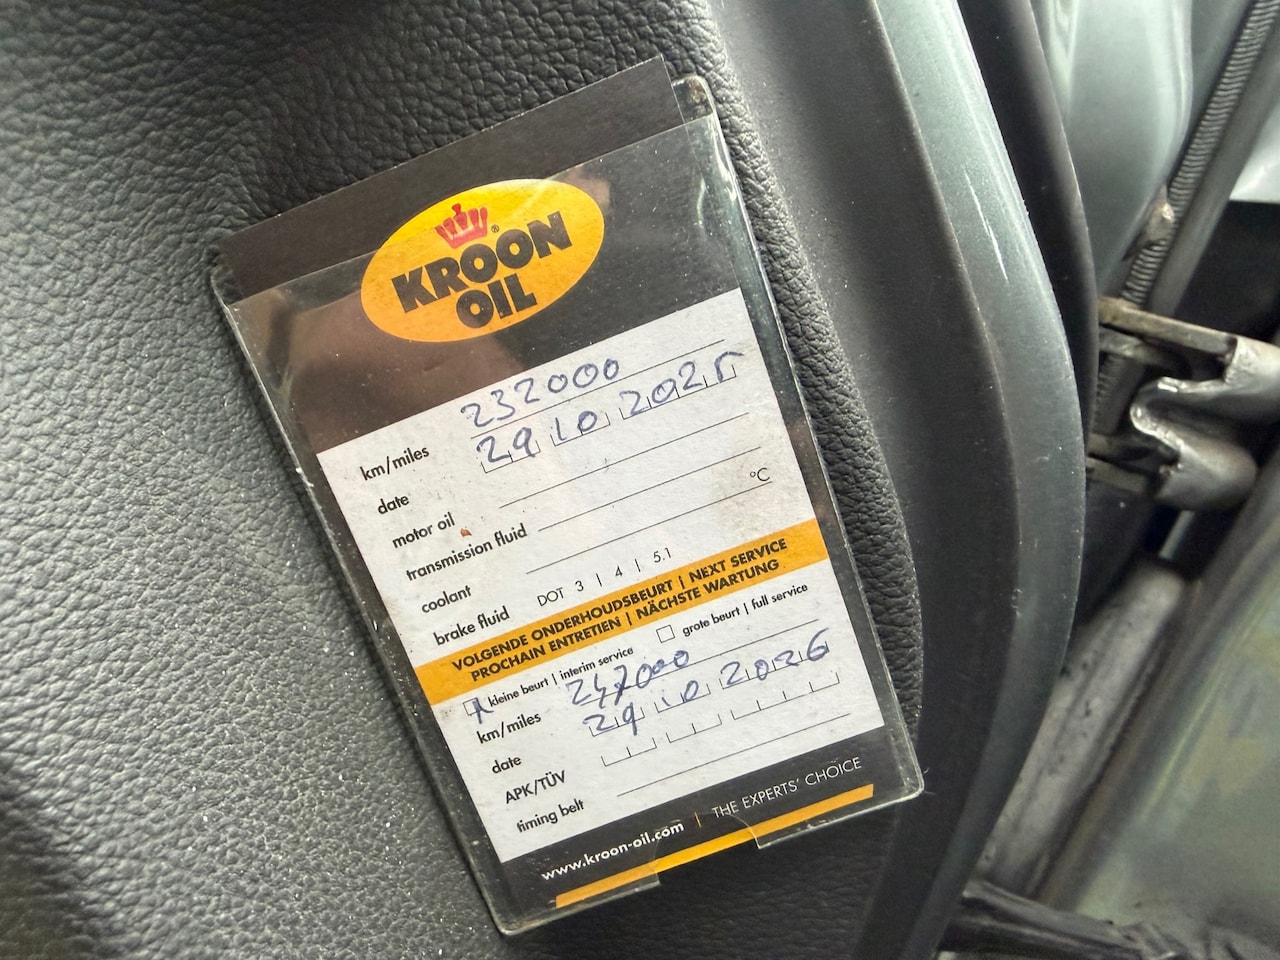 KROON
OIL
km/miles 232000
date 29 10 2025
motor oil
transmission fluid
coolant °C
brake fluid DOT 3 | 4 | 5.1
VOLGENDE ONDERHOUDSBEURT | NEXT SERVICE
PROCHAIN ENTRETIEN | NÄCHSTE WARTUNG
kleine beurt | interim service grote beurt | full service
km/miles 247000
date 29 10 2026
APK/TÜV
timing belt
www.kroon-oil.com | THE EXPERTS' CHOICE